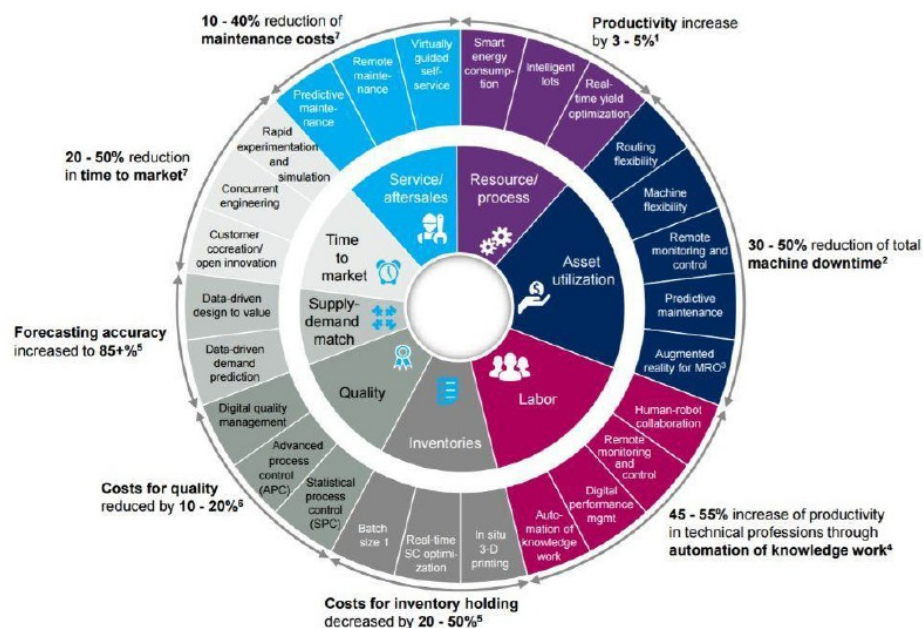 10 - 40% reduction of
maintenance costs⁷
Productivity increase
by 3 - 5%¹
20 - 50% reduction
in time to market⁷
30 - 50% reduction of total
machine downtime²
Forecasting accuracy
increased to 85+%⁵
Costs for quality
reduced by 10 - 20%⁶
45 - 55% increase of productivity
in technical professions through
automation of knowledge work⁴
Costs for inventory holding
decreased by 20 - 50%⁵
Smart
energy
consump-
tion
Intelligent
lots
Real-
time yield
optimization
Routing
flexibility
Machine
flexibility
Remote
monitoring and
control
Predictive
maintenance
Augmented
reality for MRO³
Human-robot
collaboration
Remote
monitoring and
control
Digital
performance
mgmt
Auto-
mation of
knowledge
work
In situ
3-D
printing
Real-time
SC optimi-
zation
Batch
size 1
Statistical
process
control
(SPC)
Advanced
process
control
(APC)
Digital quality
management
Data-driven
demand
prediction
Data-driven
design to value
Customer
cocreation/
open innovation
Concurrent
engineering
Rapid
experimentation
and
simulation
Predictive
mainte-
nance
Remote
mainte-
nance
Virtually
guided
self-
service
Service/
aftersales
Resource/
process
Asset
utilization
Labor
Inventories
Quality
Supply-
demand
match
Time
to
market